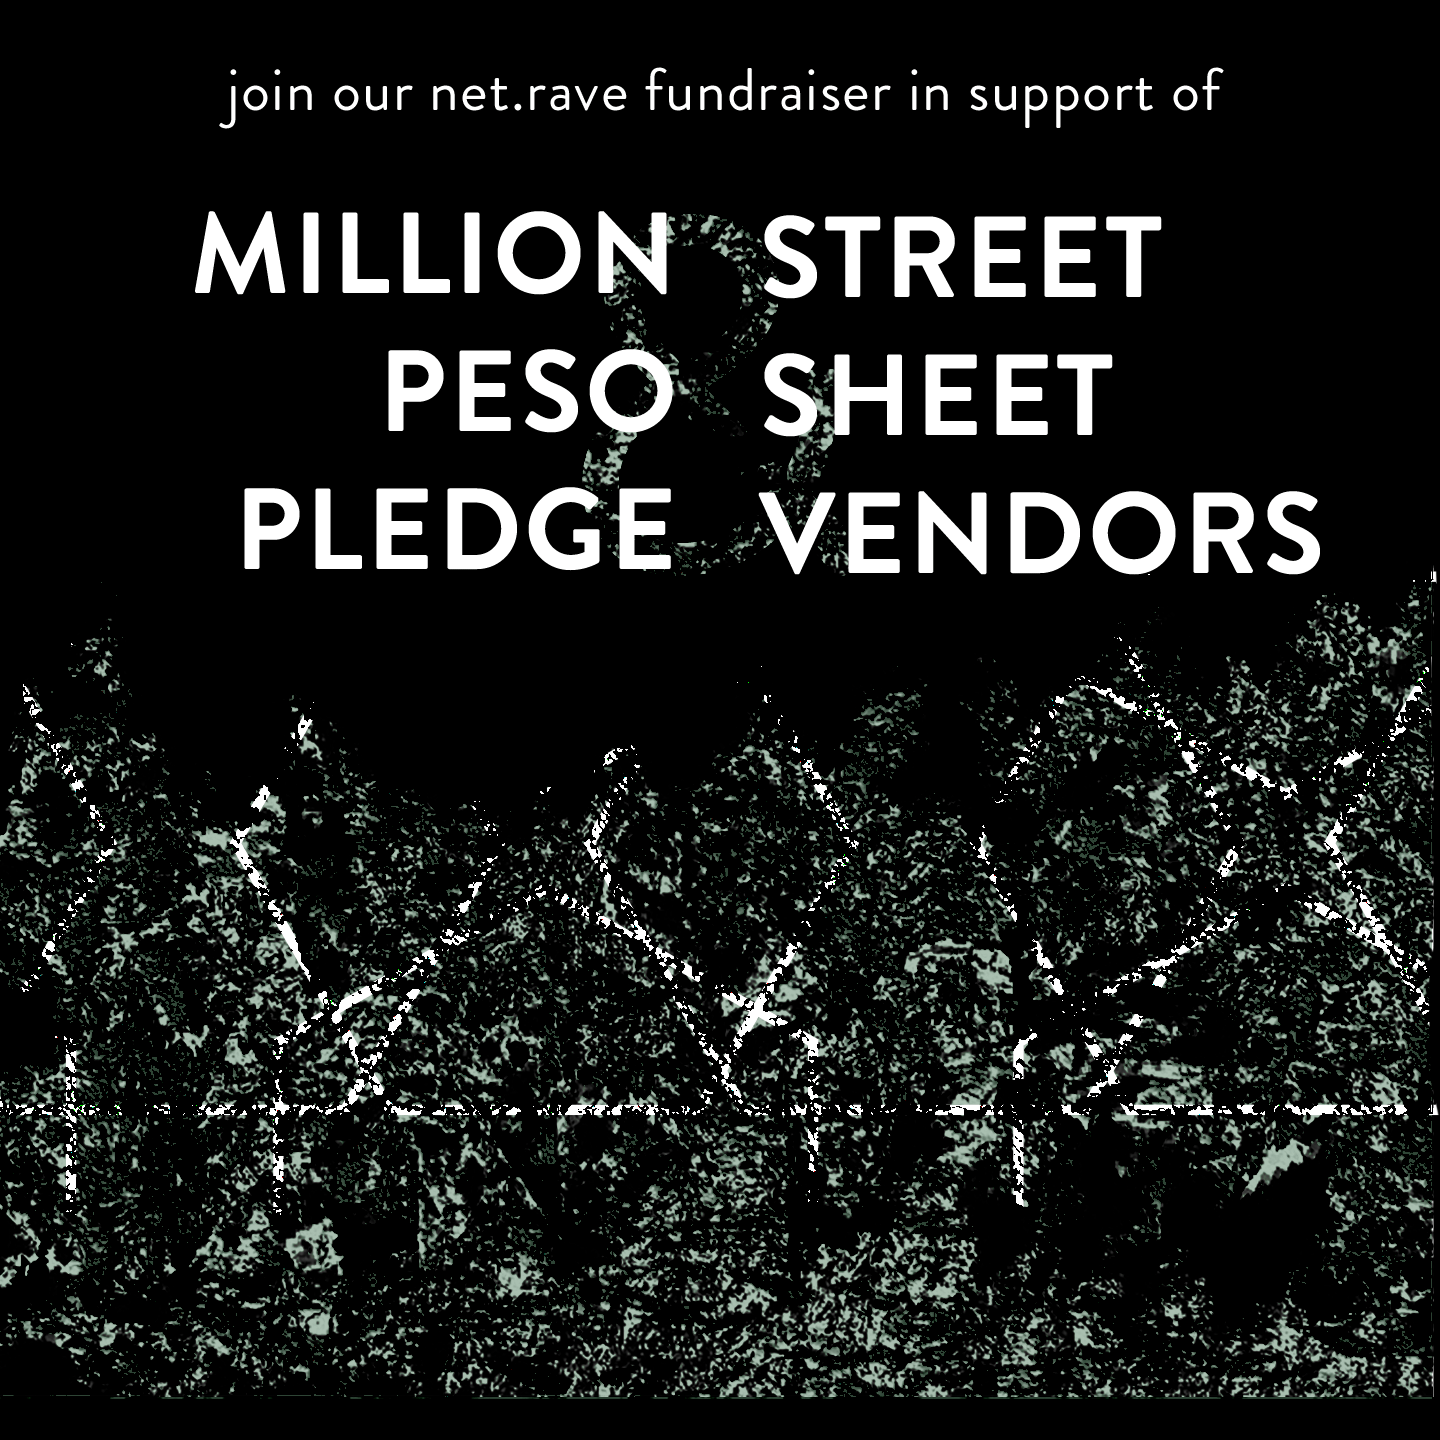 join our net.rave fundraiser in support of
MILLION
PESO
PLEDGE
&
STREET
SHEET
VENDORS